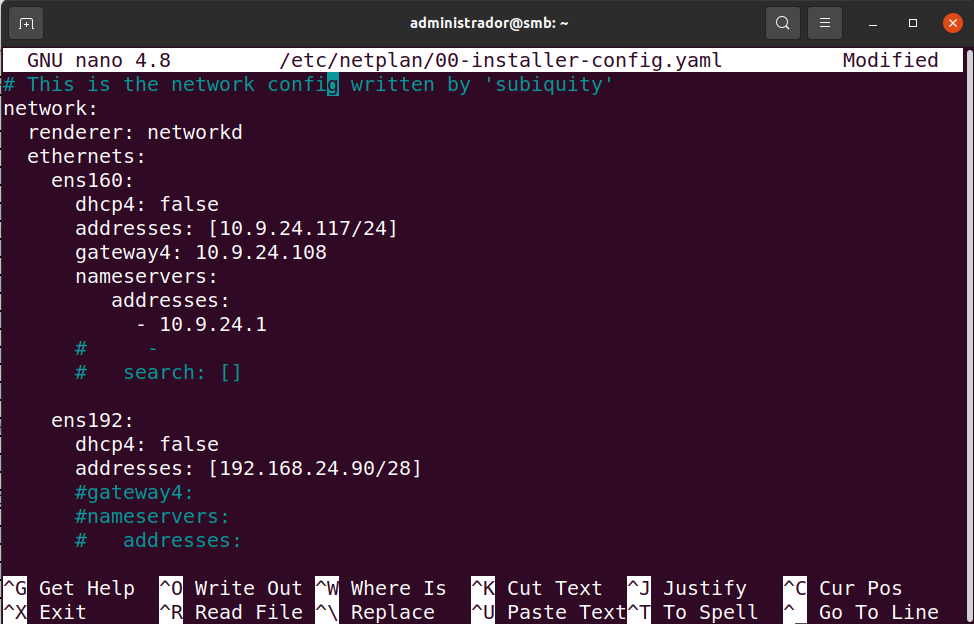 administrador@smb: ~
GNU nano 4.8 /etc/netplan/00-installer-config.yaml Modified
# This is the network config written by 'subiquity'
network:
  renderer: networkd
  ethernets:
    ens160:
      dhcp4: false
      addresses: [10.9.24.117/24]
      gateway4: 10.9.24.108
      nameservers:
         addresses:
           - 10.9.24.1
      #     -
      #   search: []
    ens192:
      dhcp4: false
      addresses: [192.168.24.90/28]
      #gateway4:
      #nameservers:
      #   addresses:
^G Get Help ^O Write Out ^W Where Is ^K Cut Text ^J Justify ^C Cur Pos
^X Exit ^R Read File ^\ Replace ^U Paste Text ^T To Spell ^_ Go To Line